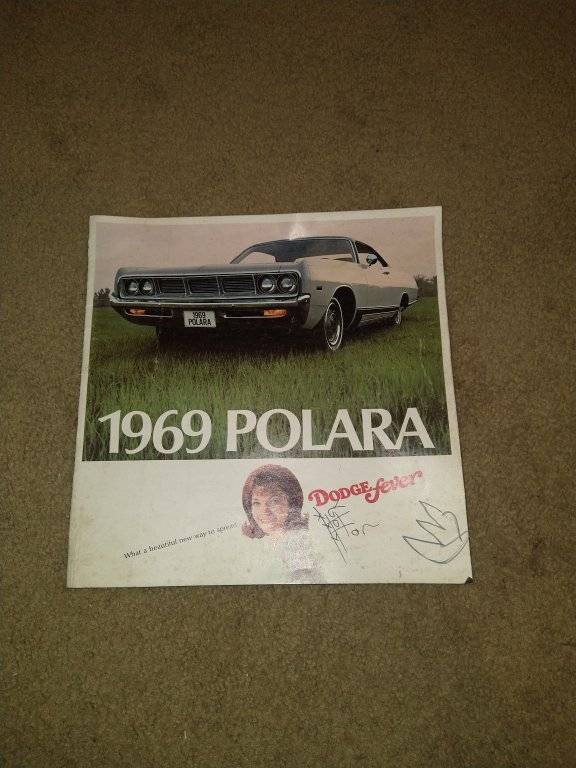 1969
POLARA
1969 POLARA
DODGE fever
What a beautiful new way to spread